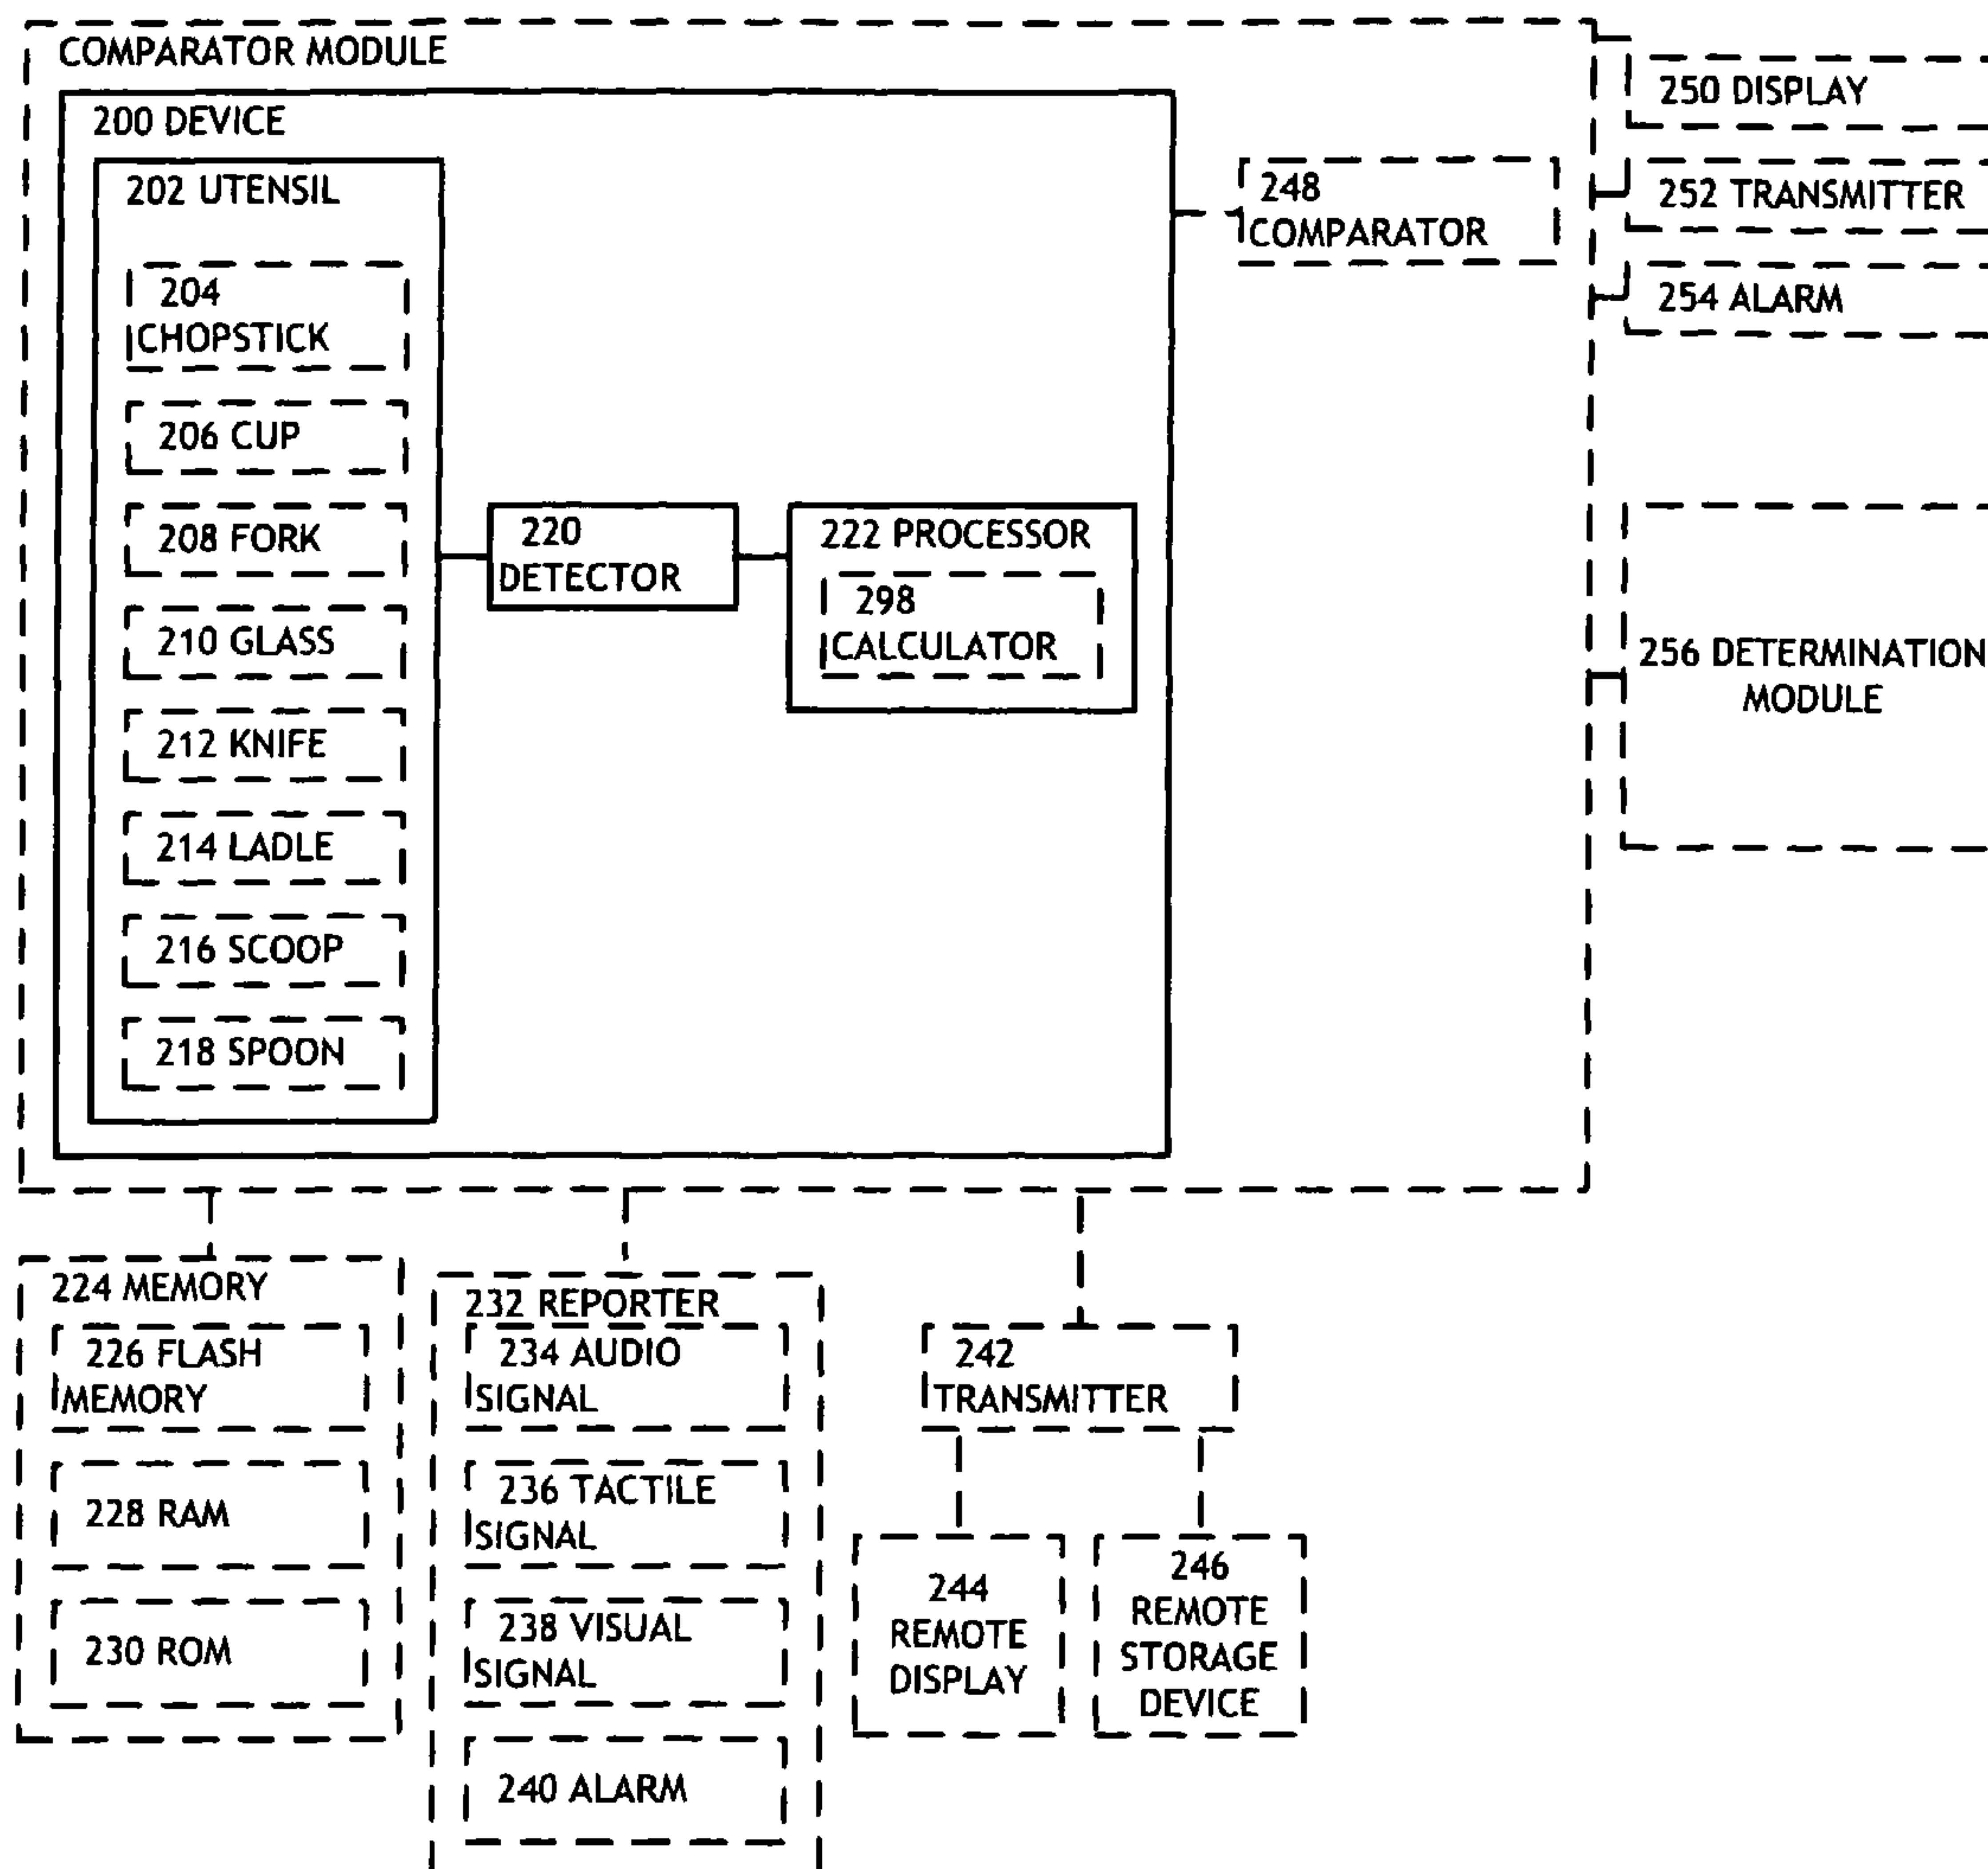 COMPARATOR MODULE
200 DEVICE
202 UTENSIL
204
CHOPSTICK
206 CUP
208 FORK
210 GLASS
212 KNIFE
214 LADLE
216 SCOOP
218 SPOON
220
DETECTOR
222 PROCESSOR
298
CALCULATOR
248
COMPARATOR
250 DISPLAY
252 TRANSMITTER
254 ALARM
256 DETERMINATION
MODULE
224 MEMORY
226 FLASH
MEMORY
228 RAM
230 ROM
232 REPORTER
234 AUDIO
SIGNAL
236 TACTILE
SIGNAL
238 VISUAL
SIGNAL
240 ALARM
242
TRANSMITTER
244
REMOTE
DISPLAY
246
REMOTE
STORAGE
DEVICE